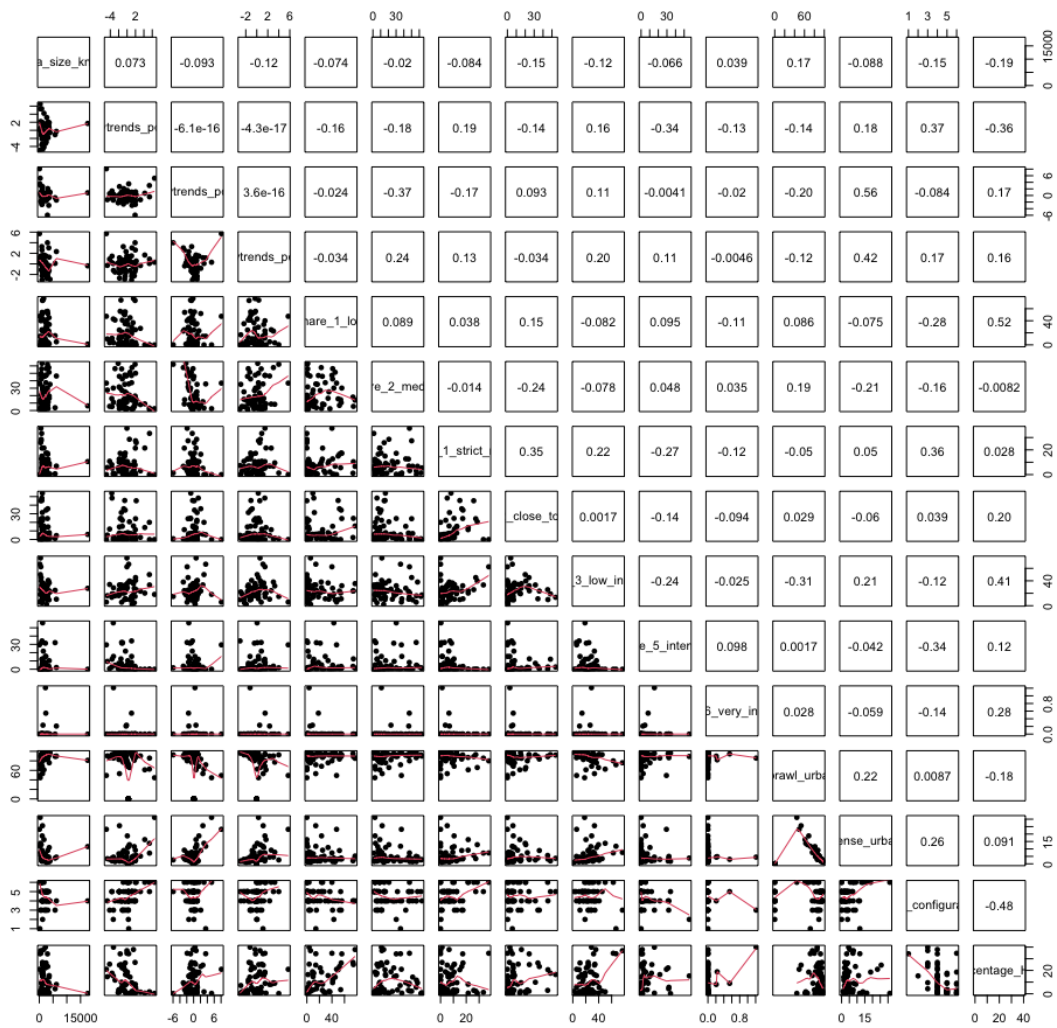 -4 2 -2 2 6 0 30 0 30 0 30 0 60 1 3 5
a_size_kr 0.073 -0.093 -0.12 -0.074 -0.02 -0.084 -0.15 -0.12 -0.066 0.039 0.17 -0.088 -0.15 -0.19 0 15000
-4 2 trends_p -6.1e-16 -4.3e-17 -0.16 -0.18 0.19 -0.14 0.16 -0.34 -0.13 -0.14 0.18 0.37 -0.36
trends_p 3.6e-16 -0.024 -0.37 -0.17 0.093 0.11 -0.0041 -0.02 -0.20 0.56 -0.084 0.17 -6 0 6
-2 2 6 trends_p -0.034 0.24 0.13 -0.034 0.20 0.11 -0.0046 -0.12 0.42 0.17 0.16
hare_1_lo 0.089 0.038 0.15 -0.082 0.095 -0.11 0.086 -0.075 -0.28 0.52 0 40
0 30 re_2_med -0.014 -0.24 -0.078 0.048 0.035 0.19 -0.21 -0.16 -0.0082
_1_strict_ 0.35 0.22 -0.27 -0.12 -0.05 0.05 0.36 0.028 0 20
0 30 _close_to 0.0017 -0.14 -0.094 0.029 -0.06 0.039 0.20
_3_low_in -0.24 -0.025 -0.31 0.21 -0.12 0.41 0 40
0 30 e_5_inter 0.098 0.0017 -0.042 -0.34 0.12
6_very_in 0.028 -0.059 -0.14 0.28 0.0 0.8
0 60 prawl_urba 0.22 0.0087 -0.18
ense_urba 0.26 0.091 0 15
1 3 5 _configura -0.48
centage_ 0 20
0 15000 -6 0 6 0 40 0 20 0 40 0.0 0.8 0 15 0 20 40